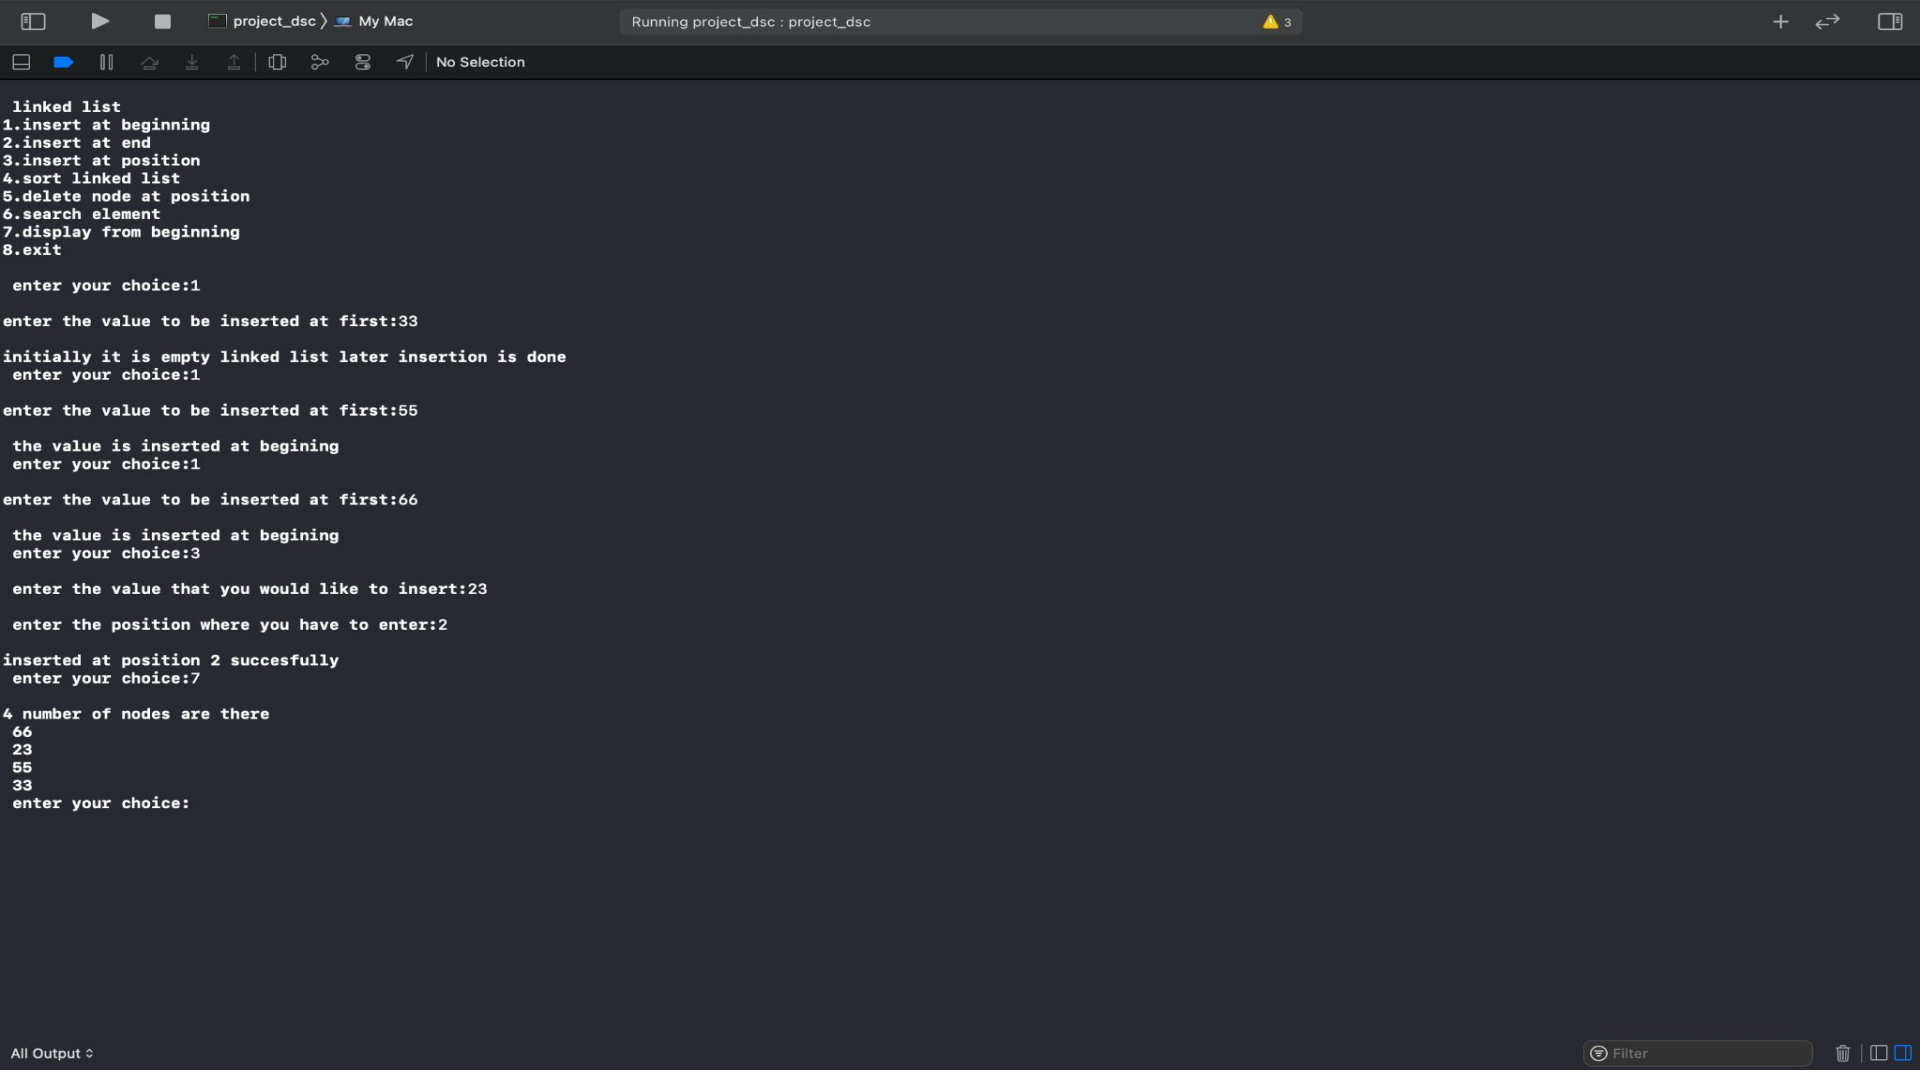 project_dsc My Mac
Running project_dsc : project_dsc 3
No Selection
linked list
1.insert at beginning
2.insert at end
3.insert at position
4.sort linked list
5.delete node at position
6.search element
7.display from beginning
8.exit
enter your choice:1
enter the value to be inserted at first:33
initially it is empty linked list later insertion is done
enter your choice:1
enter the value to be inserted at first:55
the value is inserted at begining
enter your choice:1
enter the value to be inserted at first:66
the value is inserted at begining
enter your choice:3
enter the value that you would like to insert:23
enter the position where you have to enter:2
inserted at position 2 succesfully
enter your choice:7
4 number of nodes are there
66
23
55
33
enter your choice:
All Output
Filter